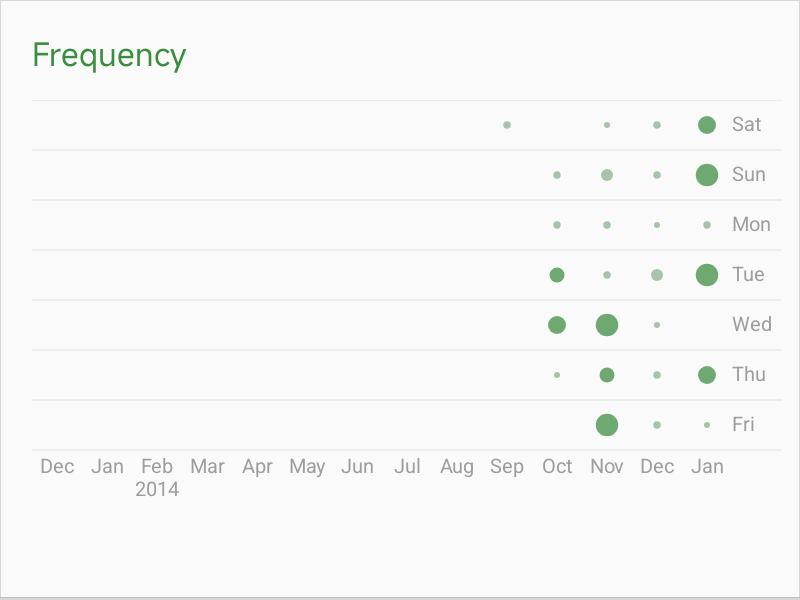 Frequency
Sat
Sun
Mon
Tue
Wed
Thu
Fri
Dec Jan Feb Mar Apr May Jun Jul Aug Sep Oct Nov Dec Jan
2014